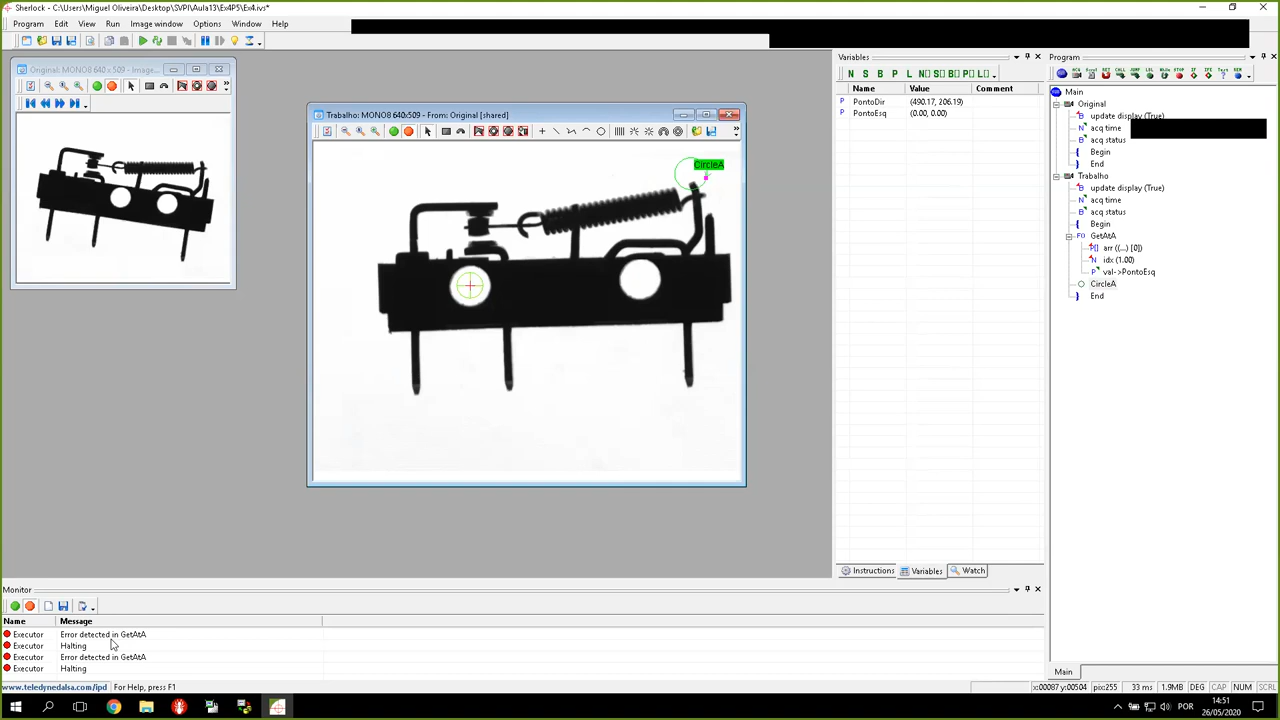 Sherlock - C:\Users\Miguel Oliveira\Desktop\SVPI\Aula13\Ex4P5\Ex4.ivs*
Program Edit View Run Image window Options Window Help
Original: MONO8 640 x 509 - Image...
Trabalho: MONO8 640x509 - From: Original [shared]
CircleA
Variables
N S B P L N[] S[] B[] P[] L[]
Name Value Comment
P PontoDir (490.17, 206.19)
P PontoEsq (0.00, 0.00)
Instructions Variables Watch
Program
Main
Original
update display (True)
acq time
acq status
Begin
End
Trabalho
update display (True)
acq time
acq status
Begin
GetAtA
arr ((...) [0])
idx (1.00)
val->PontoEsq
CircleA
End
Main
Monitor
Name Message
Executor Error detected in GetAtA
Executor Halting
Executor Error detected in GetAtA
Executor Halting
www.teledynedalsa.com/ipd For Help, press F1
x:00087 y:00504 pix:255 33 ms 1.9MB DEG CAP NUM SCRL
POR
14:51
26/05/2020